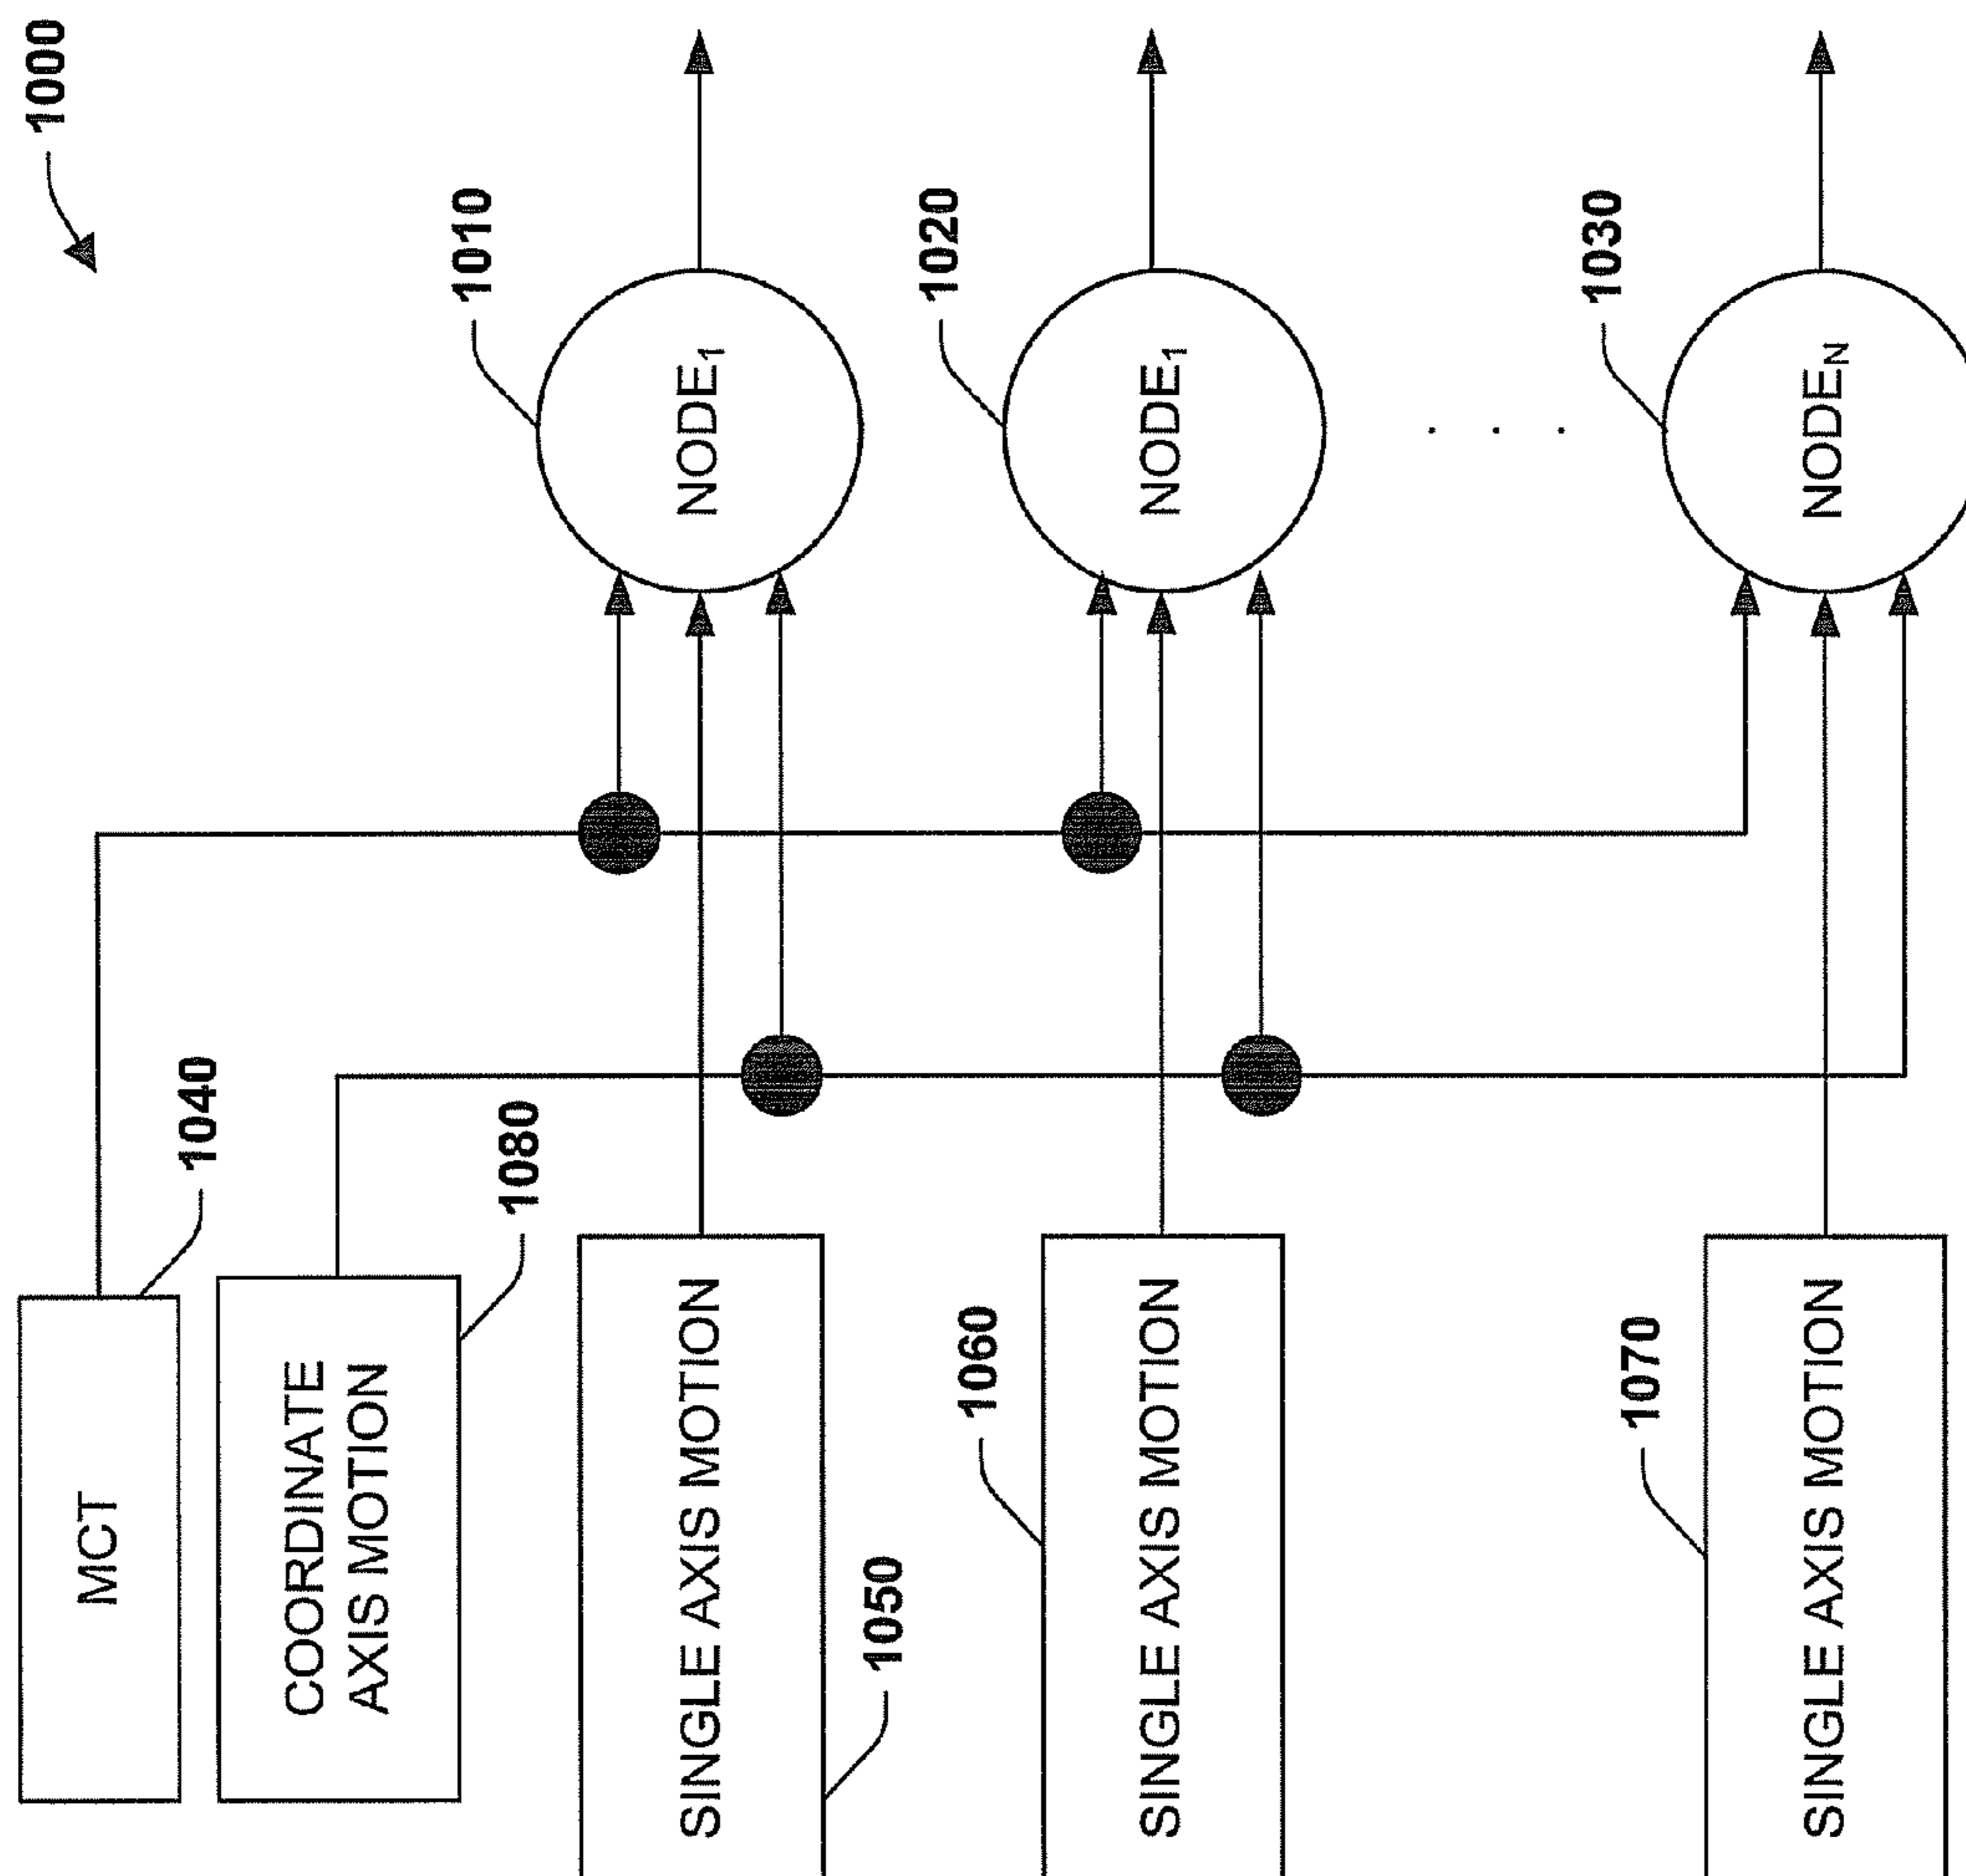 1000
MCT
1040
COORDINATE
AXIS MOTION
1080
1010
NODE₁
SINGLE AXIS MOTION
1050
1020
NODE₁
1060
SINGLE AXIS MOTION
. . .
1030
NODEₙ
1070
SINGLE AXIS MOTION